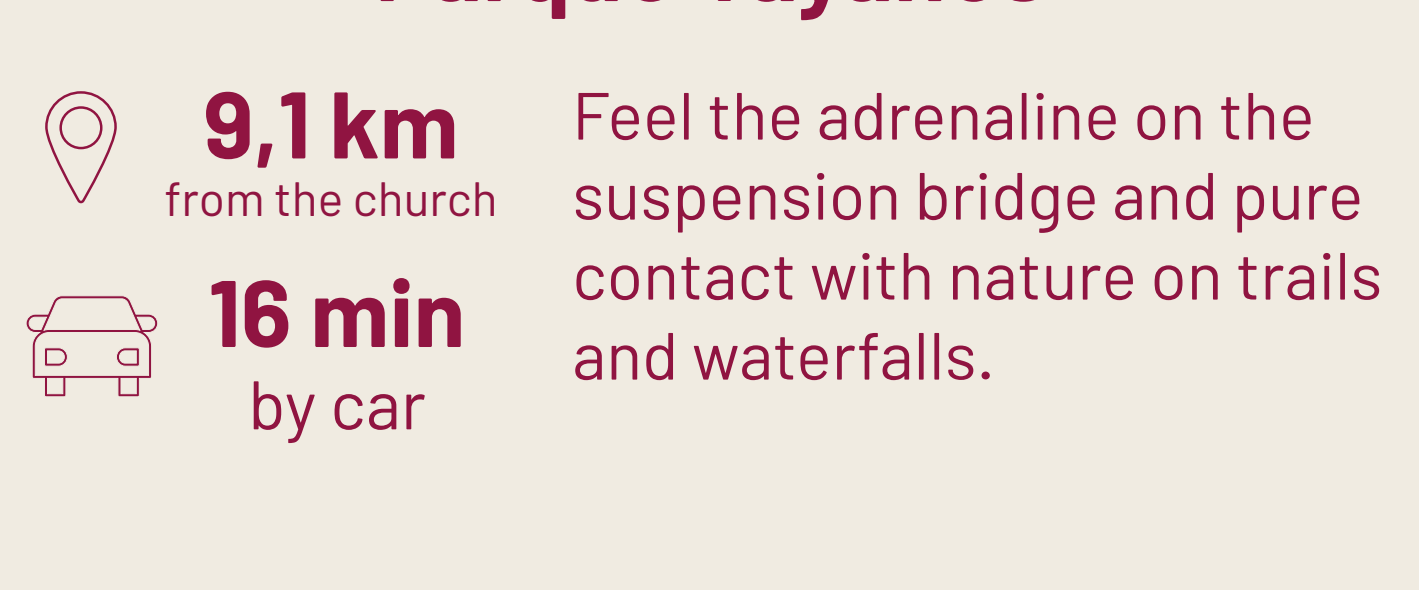 9,1 km
from the church
16 min
by car
Feel the adrenaline on the
suspension bridge and pure
contact with nature on trails
and waterfalls.